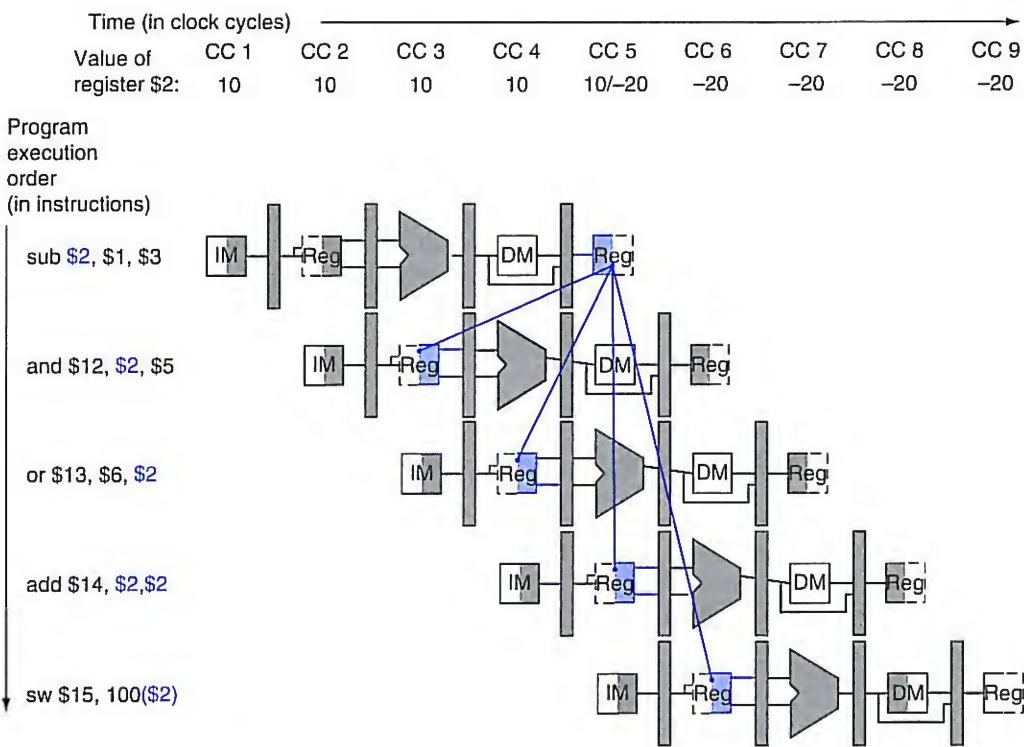 Time (in clock cycles)
Value of register $2:
CC 1 CC 2 CC 3 CC 4 CC 5 CC 6 CC 7 CC 8 CC 9
10 10 10 10 10/–20 –20 –20 –20 –20
Program
execution
order
(in instructions)
sub $2, $1, $3
IM Reg DM Reg
and $12, $2, $5
IM Reg DM Reg
or $13, $6, $2
IM Reg DM Reg
add $14, $2,$2
IM Reg DM Reg
sw $15, 100($2)
IM Reg DM Reg